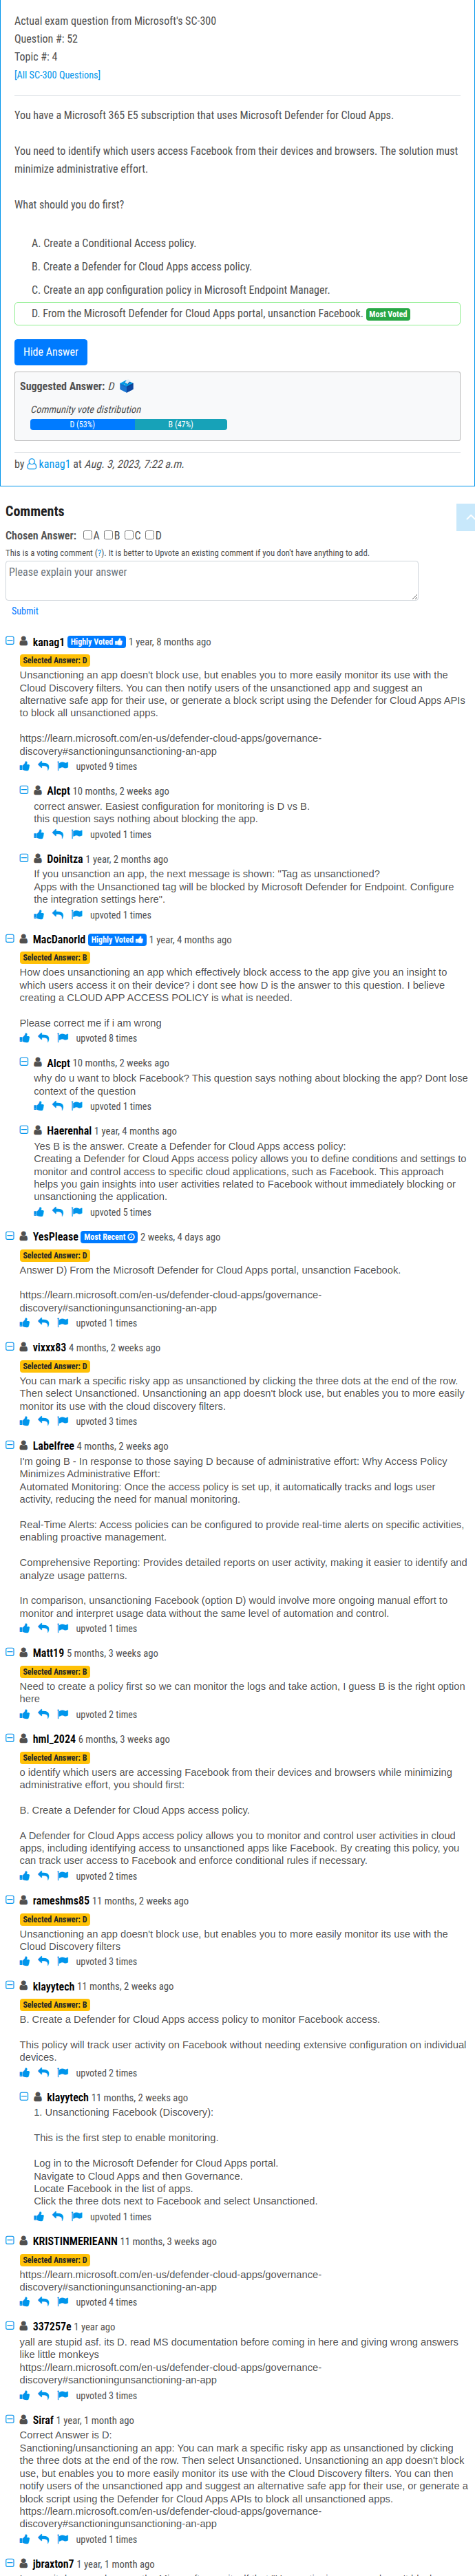 Actual exam question from Microsoft's SC-300
Question #: 52
Topic #: 4
[All SC-300 Questions]
You have a Microsoft 365 E5 subscription that uses Microsoft Defender for Cloud Apps.
You need to identify which users access Facebook from their devices and browsers. The solution must
minimize administrative effort.
What should you do first?
A. Create a Conditional Access policy.
B. Create a Defender for Cloud Apps access policy.
C. Create an app configuration policy in Microsoft Endpoint Manager.
D. From the Microsoft Defender for Cloud Apps portal, unsanction Facebook. Most Voted
Hide Answer
Suggested Answer: D
Community vote distribution
D (53%) B (47%)
by kanag1 at Aug. 3, 2023, 7:22 a.m.
Comments
Chosen Answer: A B C D
This is a voting comment (?). It is better to Upvote an existing comment if you don't have anything to add.
Please explain your answer
Submit
kanag1 Highly Voted 1 year, 8 months ago
Selected Answer: D
Unsanctioning an app doesn't block use, but enables you to more easily monitor its use with the
Cloud Discovery filters. You can then notify users of the unsanctioned app and suggest an
alternative safe app for their use, or generate a block script using the Defender for Cloud Apps APIs
to block all unsanctioned apps.
https://learn.microsoft.com/en-us/defender-cloud-apps/governance-
discovery#sanctioningunsanctioning-an-app
upvoted 9 times
Alcpt 10 months, 2 weeks ago
correct answer. Easiest configuration for monitoring is D vs B.
this question says nothing about blocking the app.
upvoted 1 times
Doinitza 1 year, 2 months ago
If you unsanction an app, the next message is shown: "Tag as unsanctioned?
Apps with the Unsanctioned tag will be blocked by Microsoft Defender for Endpoint. Configure
the integration settings here".
upvoted 1 times
MacDanorld Highly Voted 1 year, 4 months ago
Selected Answer: B
How does unsanctioning an app which effectively block access to the app give you an insight to
which users access it on their device? i dont see how D is the answer to this question. I believe
creating a CLOUD APP ACCESS POLICY is what is needed.
Please correct me if i am wrong
upvoted 8 times
Alcpt 10 months, 2 weeks ago
why do u want to block Facebook? This question says nothing about blocking the app? Dont lose
context of the question
upvoted 1 times
Haerenhal 1 year, 4 months ago
Yes B is the answer. Create a Defender for Cloud Apps access policy:
Creating a Defender for Cloud Apps access policy allows you to define conditions and settings to
monitor and control access to specific cloud applications, such as Facebook. This approach
helps you gain insights into user activities related to Facebook without immediately blocking or
unsanctioning the application.
upvoted 5 times
YesPlease Most Recent 2 weeks, 4 days ago
Selected Answer: D
Answer D) From the Microsoft Defender for Cloud Apps portal, unsanction Facebook.
https://learn.microsoft.com/en-us/defender-cloud-apps/governance-
discovery#sanctioningunsanctioning-an-app
upvoted 1 times
vixxx83 4 months, 2 weeks ago
Selected Answer: D
You can mark a specific risky app as unsanctioned by clicking the three dots at the end of the row.
Then select Unsanctioned. Unsanctioning an app doesn't block use, but enables you to more easily
monitor its use with the cloud discovery filters.
upvoted 3 times
Labelfree 4 months, 2 weeks ago
I'm going B - In response to those saying D because of administrative effort: Why Access Policy
Minimizes Administrative Effort:
Automated Monitoring: Once the access policy is set up, it automatically tracks and logs user
activity, reducing the need for manual monitoring.
Real-Time Alerts: Access policies can be configured to provide real-time alerts on specific activities,
enabling proactive management.
Comprehensive Reporting: Provides detailed reports on user activity, making it easier to identify and
analyze usage patterns.
In comparison, unsanctioning Facebook (option D) would involve more ongoing manual effort to
monitor and interpret usage data without the same level of automation and control.
upvoted 1 times
Matt19 5 months, 3 weeks ago
Selected Answer: B
Need to create a policy first so we can monitor the logs and take action, I guess B is the right option
here
upvoted 2 times
hml_2024 6 months, 3 weeks ago
Selected Answer: B
o identify which users are accessing Facebook from their devices and browsers while minimizing
administrative effort, you should first:
B. Create a Defender for Cloud Apps access policy.
A Defender for Cloud Apps access policy allows you to monitor and control user activities in cloud
apps, including identifying access to unsanctioned apps like Facebook. By creating this policy, you
can track user access to Facebook and enforce conditional rules if necessary.
upvoted 2 times
rameshms85 11 months, 2 weeks ago
Selected Answer: D
Unsanctioning an app doesn't block use, but enables you to more easily monitor its use with the
Cloud Discovery filters
upvoted 3 times
klayytech 11 months, 2 weeks ago
Selected Answer: B
B. Create a Defender for Cloud Apps access policy to monitor Facebook access.
This policy will track user activity on Facebook without needing extensive configuration on individual
devices.
upvoted 2 times
klayytech 11 months, 2 weeks ago
1. Unsanctioning Facebook (Discovery):
This is the first step to enable monitoring.
Log in to the Microsoft Defender for Cloud Apps portal.
Navigate to Cloud Apps and then Governance.
Locate Facebook in the list of apps.
Click the three dots next to Facebook and select Unsanctioned.
upvoted 1 times
KRISTINMERIEANN 11 months, 3 weeks ago
Selected Answer: D
https://learn.microsoft.com/en-us/defender-cloud-apps/governance-
discovery#sanctioningunsanctioning-an-app
upvoted 4 times
337257e 1 year ago
yall are stupid asf. its D. read MS documentation before coming in here and giving wrong answers
like little monkeys
https://learn.microsoft.com/en-us/defender-cloud-apps/governance-
discovery#sanctioningunsanctioning-an-app
upvoted 3 times
Siraf 1 year, 1 month ago
Correct Answer is D:
Sanctioning/unsanctioning an app: You can mark a specific risky app as unsanctioned by clicking
the three dots at the end of the row. Then select Unsanctioned. Unsanctioning an app doesn't block
use, but enables you to more easily monitor its use with the Cloud Discovery filters. You can then
notify users of the unsanctioned app and suggest an alternative safe app for their use, or generate a
block script using the Defender for Cloud Apps APIs to block all unsanctioned apps.
https://learn.microsoft.com/en-us/defender-cloud-apps/governance-
discovery#sanctioningunsanctioning-an-app
upvoted 1 times
jbraxton7 1 year, 1 month ago